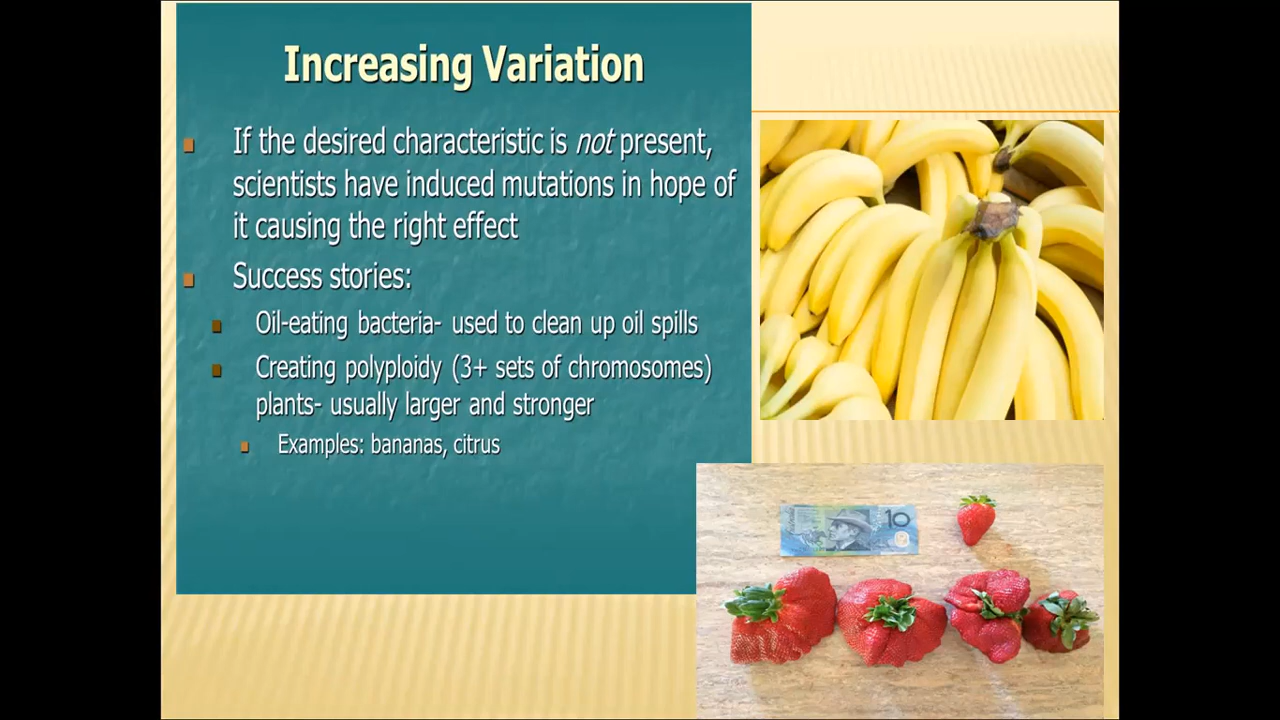 Increasing Variation
If the desired characteristic is not present,
scientists have induced mutations in hope of
it causing the right effect
Success stories:
Oil-eating bacteria- used to clean up oil spills
Creating polyploidy (3+ sets of chromosomes)
plants- usually larger and stronger
Examples: bananas, citrus
10